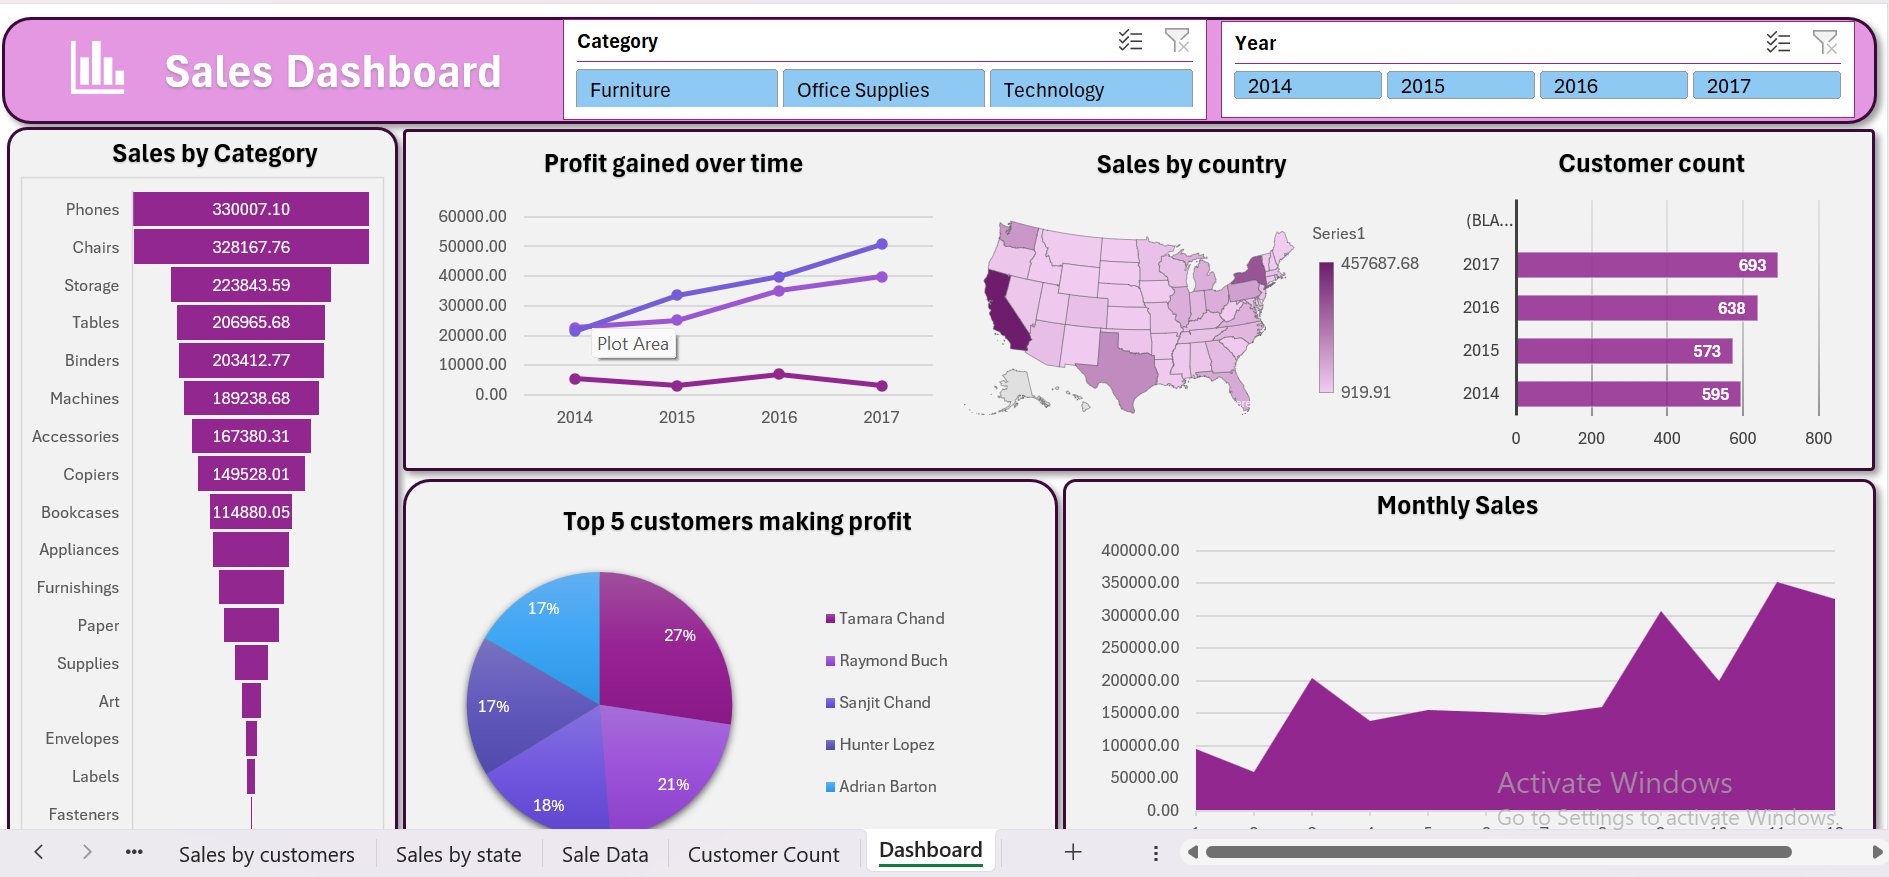 Sales Dashboard
Category
Furniture
Office Supplies
Technology
Year
2014
2015
2016
2017
Sales by Category
Phones 330007.10
Chairs 328167.76
Storage 223843.59
Tables 206965.68
Binders 203412.77
Machines 189238.68
Accessories 167380.31
Copiers 149528.01
Bookcases 114880.05
Appliances
Furnishings
Paper
Supplies
Art
Envelopes
Labels
Fasteners
Profit gained over time
60000.00
50000.00
40000.00
30000.00
20000.00
10000.00
0.00
2014 2015 2016 2017
Plot Area
Sales by country
Series1
457687.68
919.91
Customer count
(BLA...
2017 693
2016 638
2015 573
2014 595
0 200 400 600 800
Top 5 customers making profit
27%
21%
18%
17%
17%
Tamara Chand
Raymond Buch
Sanjit Chand
Hunter Lopez
Adrian Barton
Monthly Sales
400000.00
350000.00
300000.00
250000.00
200000.00
150000.00
100000.00
50000.00
0.00
Activate Windows
Go to Settings to activate Windows.
Sales by customers
Sales by state
Sale Data
Customer Count
Dashboard